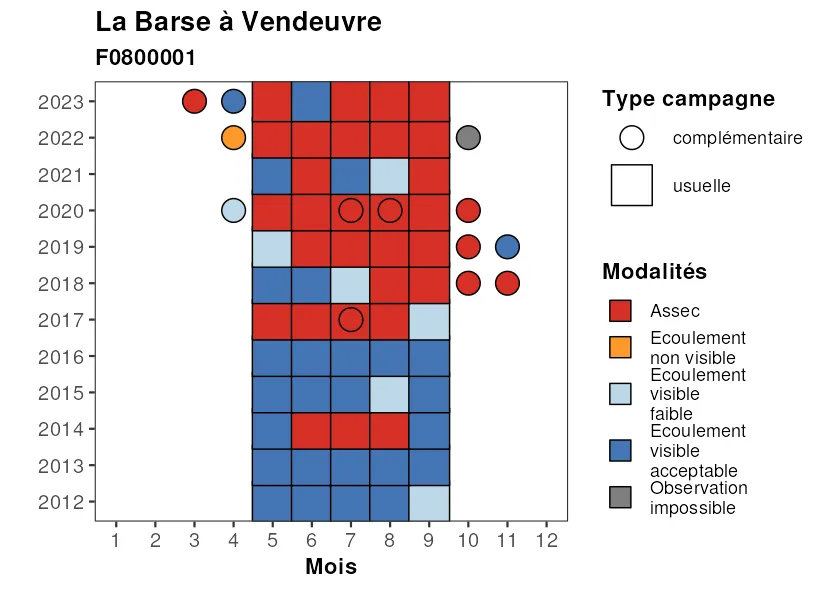 La Barse à Vendeuvre
F0800001
2023
2022
2021
2020
2019
2018
2017
2016
2015
2014
2013
2012
1 2 3 4 5 6 7 8 9 10 11 12
Mois
Type campagne
complémentaire
usuelle
Modalités
Assec
Ecoulement
non visible
Ecoulement
visible
faible
Ecoulement
visible
acceptable
Observation
impossible